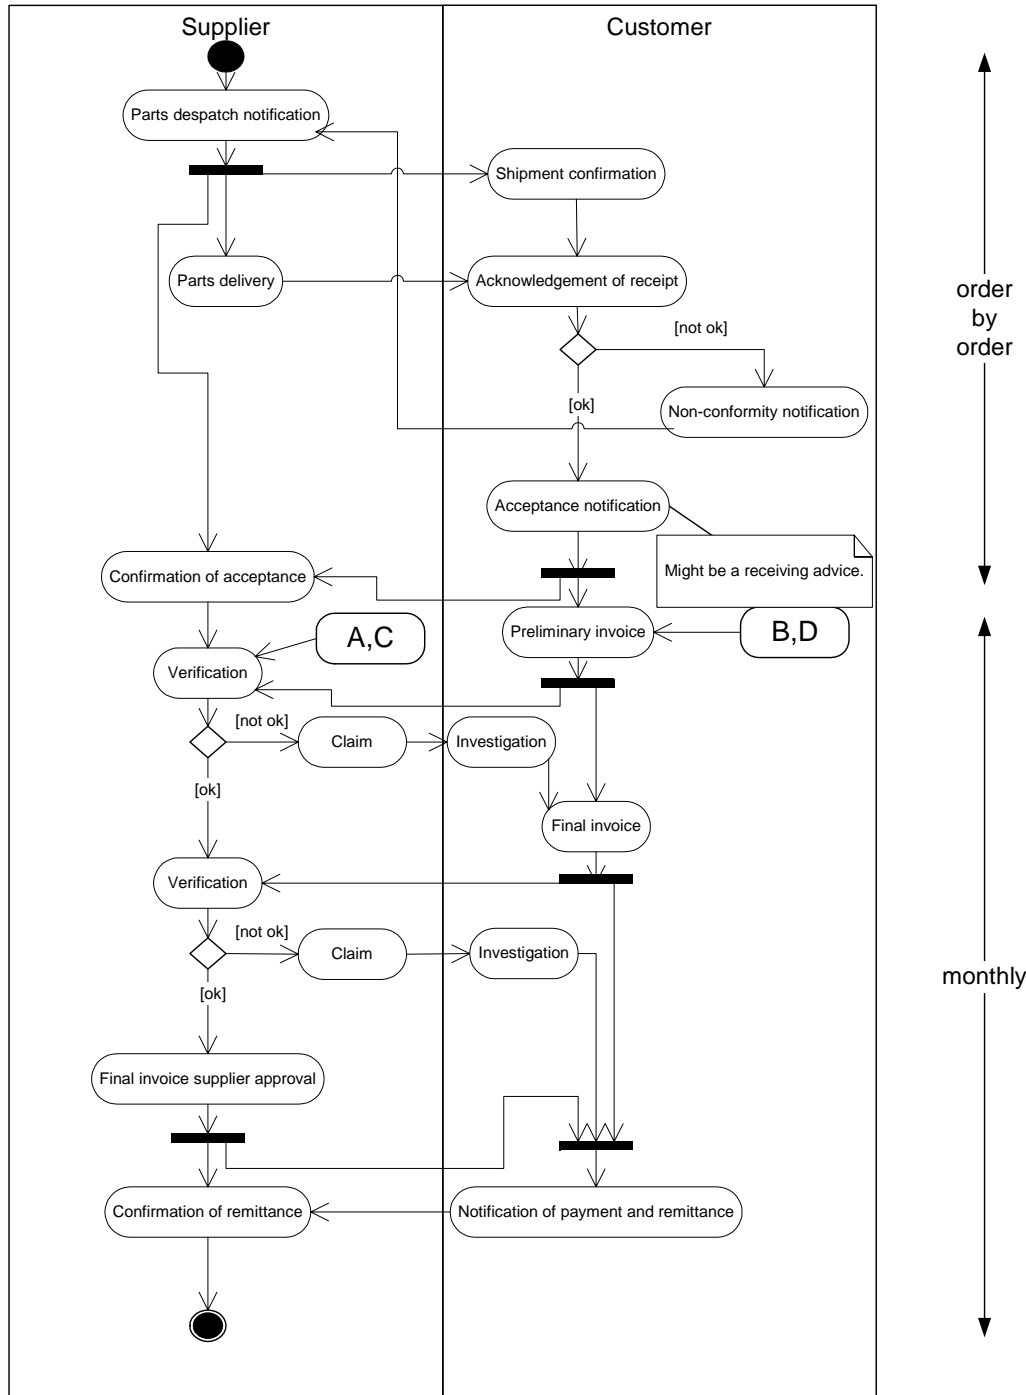 Supplier
Customer
Parts despatch notification
Shipment confirmation
Parts delivery
Acknowledgement of receipt
order
by
order
[not ok]
[ok]
Non-conformity notification
Acceptance notification
Might be a receiving advice.
Confirmation of acceptance
Preliminary invoice
B,D
A,C
Verification
[not ok]
Claim
Investigation
[ok]
Final invoice
Verification
[not ok]
Claim
Investigation
monthly
[ok]
Final invoice supplier approval
Confirmation of remittance
Notification of payment and remittance